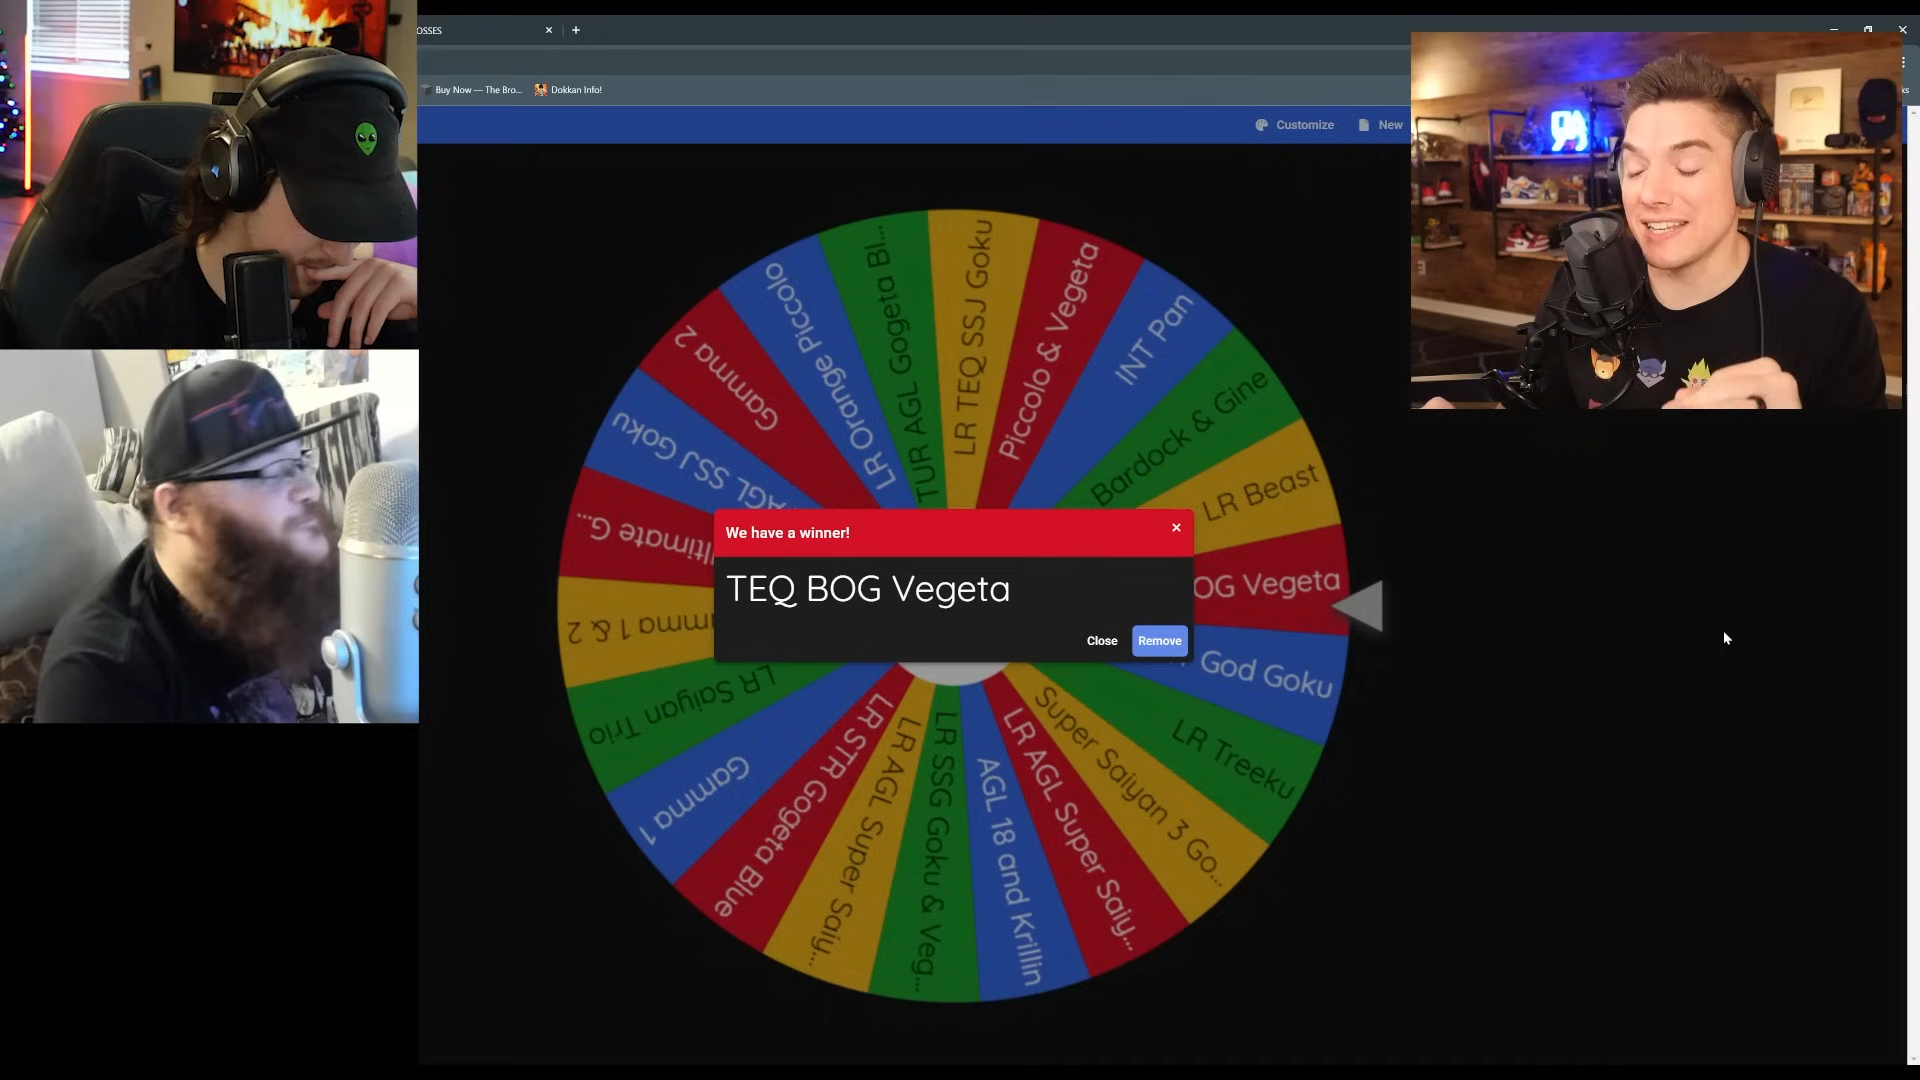 OSSES
Buy Now — The Bro...
Dokkan Info!
Customize
New
LR TEQ SSJ Goku
Piccolo & Vegeta
INT Pan
Bardock & Gine
LR Beast
OG Vegeta
God Goku
LR Treeku
Super Saiyan 3 Go...
LR AGL Super Saiy...
AGL 18 and Krillin
LR SSG Goku & Veg...
LR AGL Super Saiy...
LR STR Gogeta Blue
Gamma 1
LR Saiyan Trio
mma 1 & 2
ltimate G...
AGL SSJ Goku
Gamma 2
LR Orange Piccolo
TUR AGL Gogeta Bl...
We have a winner!
TEQ BOG Vegeta
Close
Remove